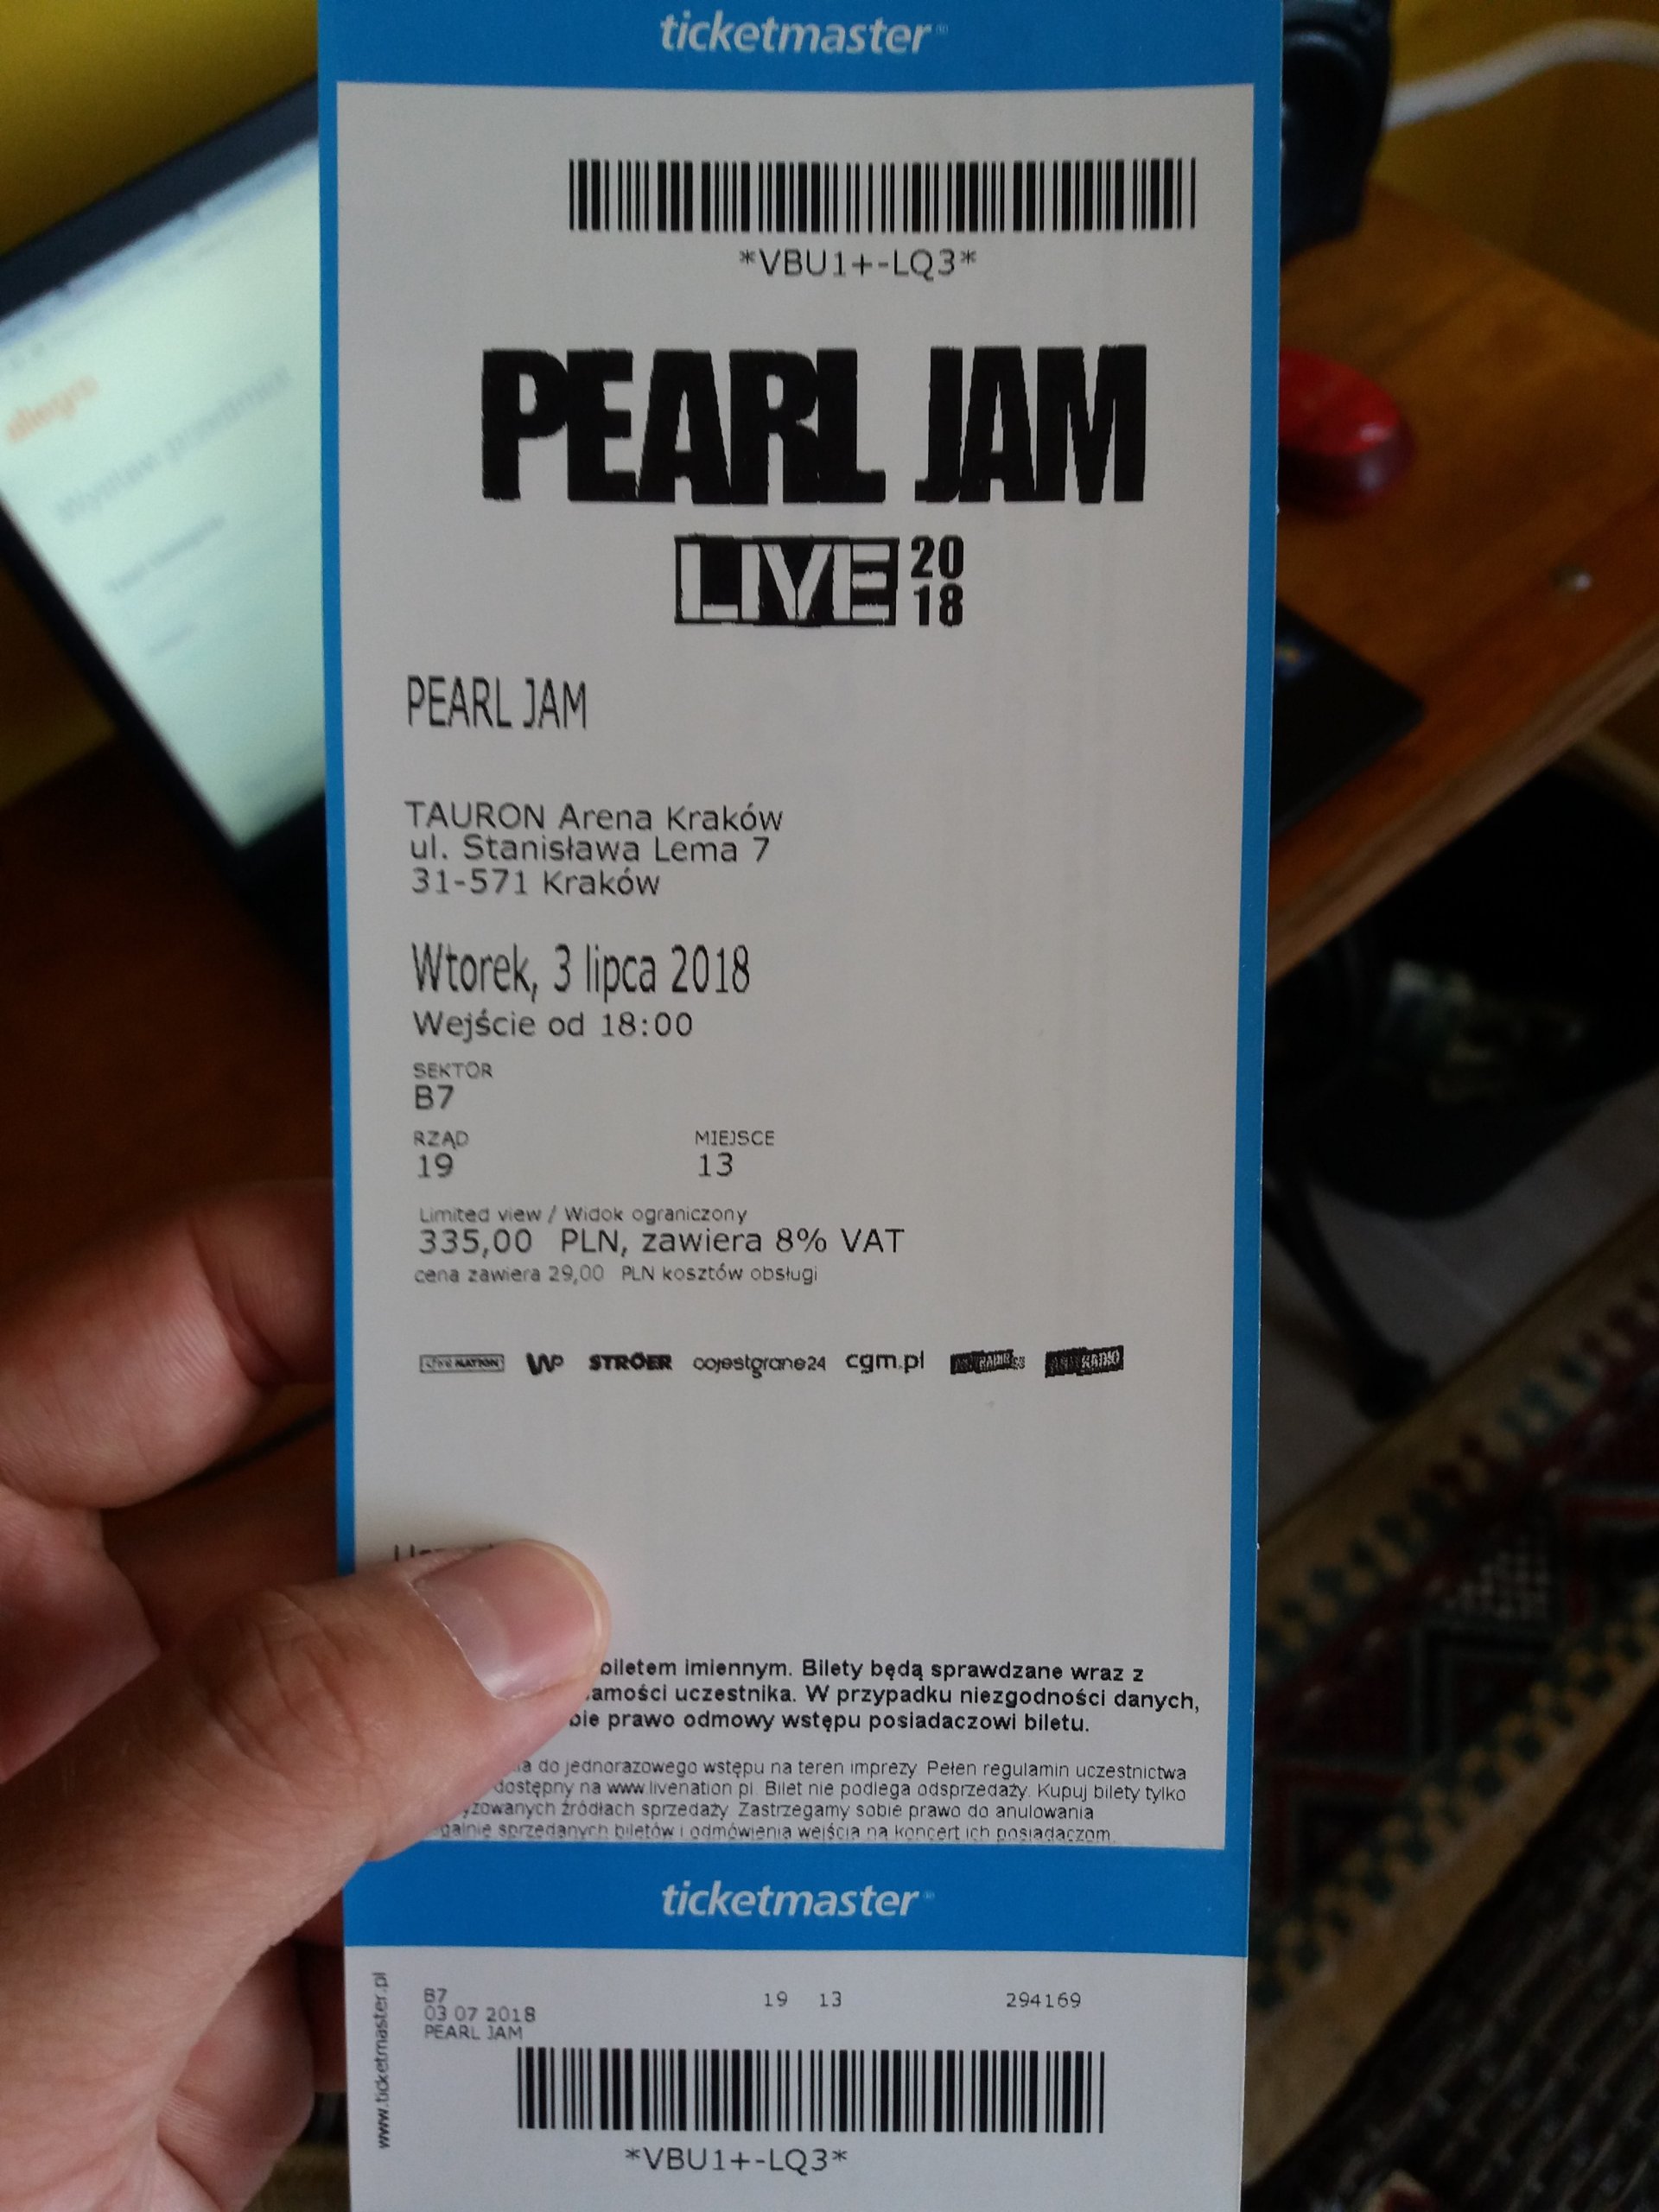 ticketmaster
*VBU1+-LQ3*
PEARL JAM
LIVE 20
18
PEARL JAM
TAURON Arena Kraków
ul. Stanisława Lema 7
31-571 Kraków
Wtorek, 3 lipca 2018
Wejście od 18:00
SEKTOR
B7
RZĄD MIEJSCE
19 13
Limited view / Widok ograniczony
335,00 PLN, zawiera 8% VAT
cena zawiera 29,00 PLN kosztów obsługi
Live NATION WP STRÖER cojestgrane24 cgm.pl RADIO
biletem imiennym. Bilety będą sprawdzane wraz z
uczestnika. W przypadku niezgodności danych,
prawo odmowy wstępu posiadaczowi biletu.
do jednorazowego wstępu na teren imprezy. Pełen regulamin uczestnictwa
dostępny na www.livenation.pl. Bilet nie podlega odsprzedaży. Kupuj bilety tylko
źródłach sprzedaży. Zastrzegamy sobie prawo do anulowania
sprzedanych biletów i odmówienia wejścia na koncert ich posiadaczom.
ticketmaster
www.ticketmaster.pl
B7 19 13 294169
03 07 2018
PEARL JAM
*VBU1+-LQ3*
allegro